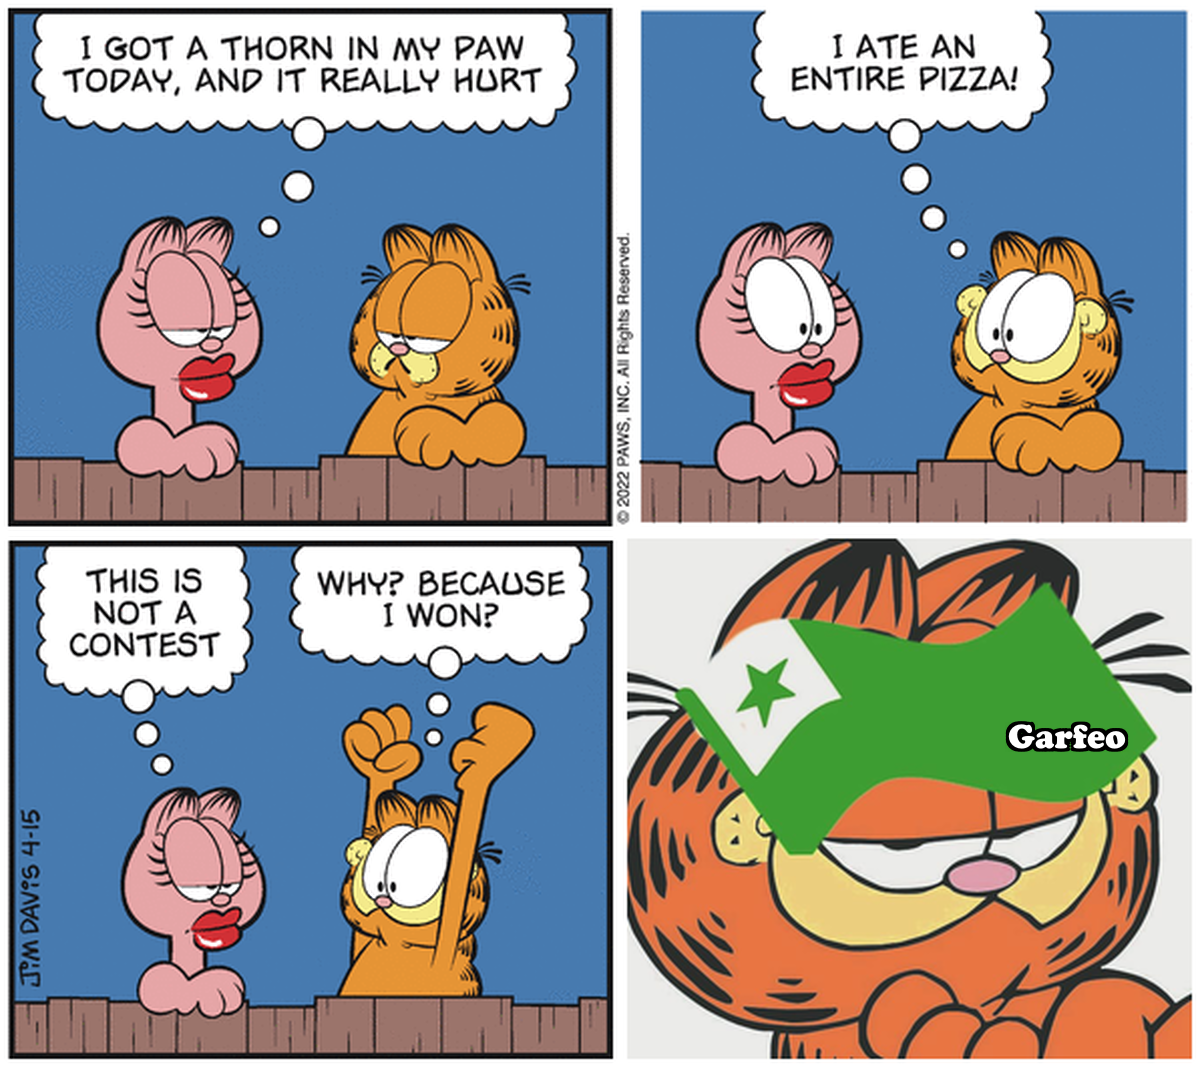 I GOT A THORN IN MY PAW
TODAY, AND IT REALLY HURT
I ATE AN
ENTIRE PIZZA!
© 2022 PAWS, INC. All Rights Reserved.
THIS IS
NOT A
CONTEST
WHY? BECAUSE
I WON?
JIM DAVIS 4-15
Garfeo